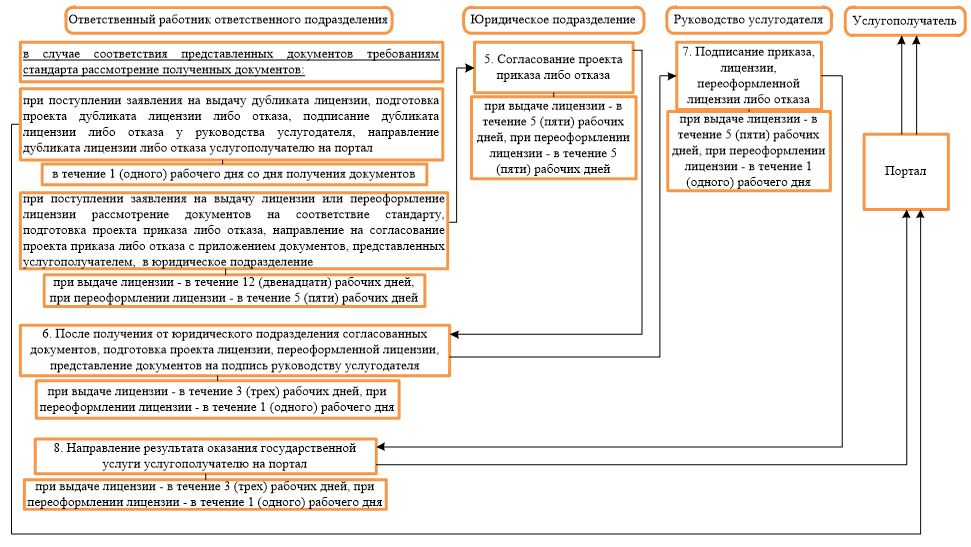 Ответственный работник ответственного подразделения
Юридическое подразделение
Руководство услугодателя
Услугополучатель
в случае соответствия представленных документов требованиям
стандарта рассмотрение полученных документов:
при поступлении заявления на выдачу дубликата лицензии, подготовка
проекта дубликата лицензии либо отказа, подписание дубликата
лицензии либо отказа у руководства услугодателя, направление
дубликата лицензии либо отказа услугополучателю на портал
в течение 1 (одного) рабочего дня со дня получения документов
при поступлении заявления на выдачу лицензии или переоформление
лицензии рассмотрение документов на соответствие стандарту,
подготовка проекта приказа либо отказа, направление на согласование
проекта приказа либо отказа с приложением документов, представленных
услугополучателем, в юридическое подразделение
при выдаче лицензии - в течение 12 (двенадцати) рабочих дней,
при переоформлении лицензии - в течение 5 (пяти) рабочих дней
5. Согласование проекта
приказа либо отказа
при выдаче лицензии - в
течение 5 (пяти) рабочих
дней, при переоформлении
лицензии - в течение 5
(пяти) рабочих дней
6. После получения от юридического подразделения согласованных
документов, подготовка проекта лицензии, переоформленной лицензии,
представление документов на подпись руководству услугодателя
при выдаче лицензии - в течение 3 (трех) рабочих дней, при
переоформлении лицензии - в течение 1 (одного) рабочего дня
7. Подписание приказа,
лицензии,
переоформленной
лицензии либо отказа
при выдаче лицензии - в
течение 5 (пяти) рабочих
дней, при переоформлении
лицензии - в течение 1
(одного) рабочего дня
8. Направление результата оказания государственной
услуги услугополучателю на портал
при выдаче лицензии - в течение 3 (трех) рабочих дней, при
переоформлении лицензии - в течение 1 (одного) рабочего дня
Портал